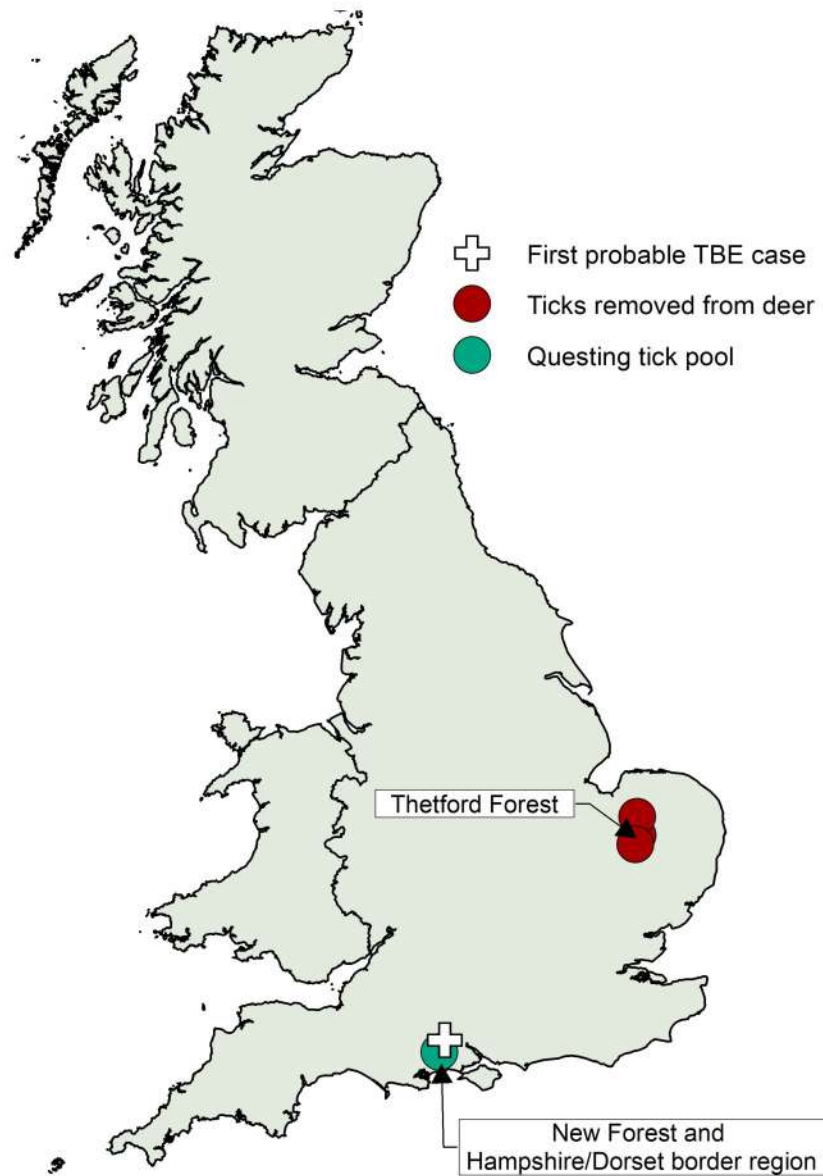 First probable TBE case
Ticks removed from deer
Questing tick pool
Thetford Forest
New Forest and
Hampshire/Dorset border region